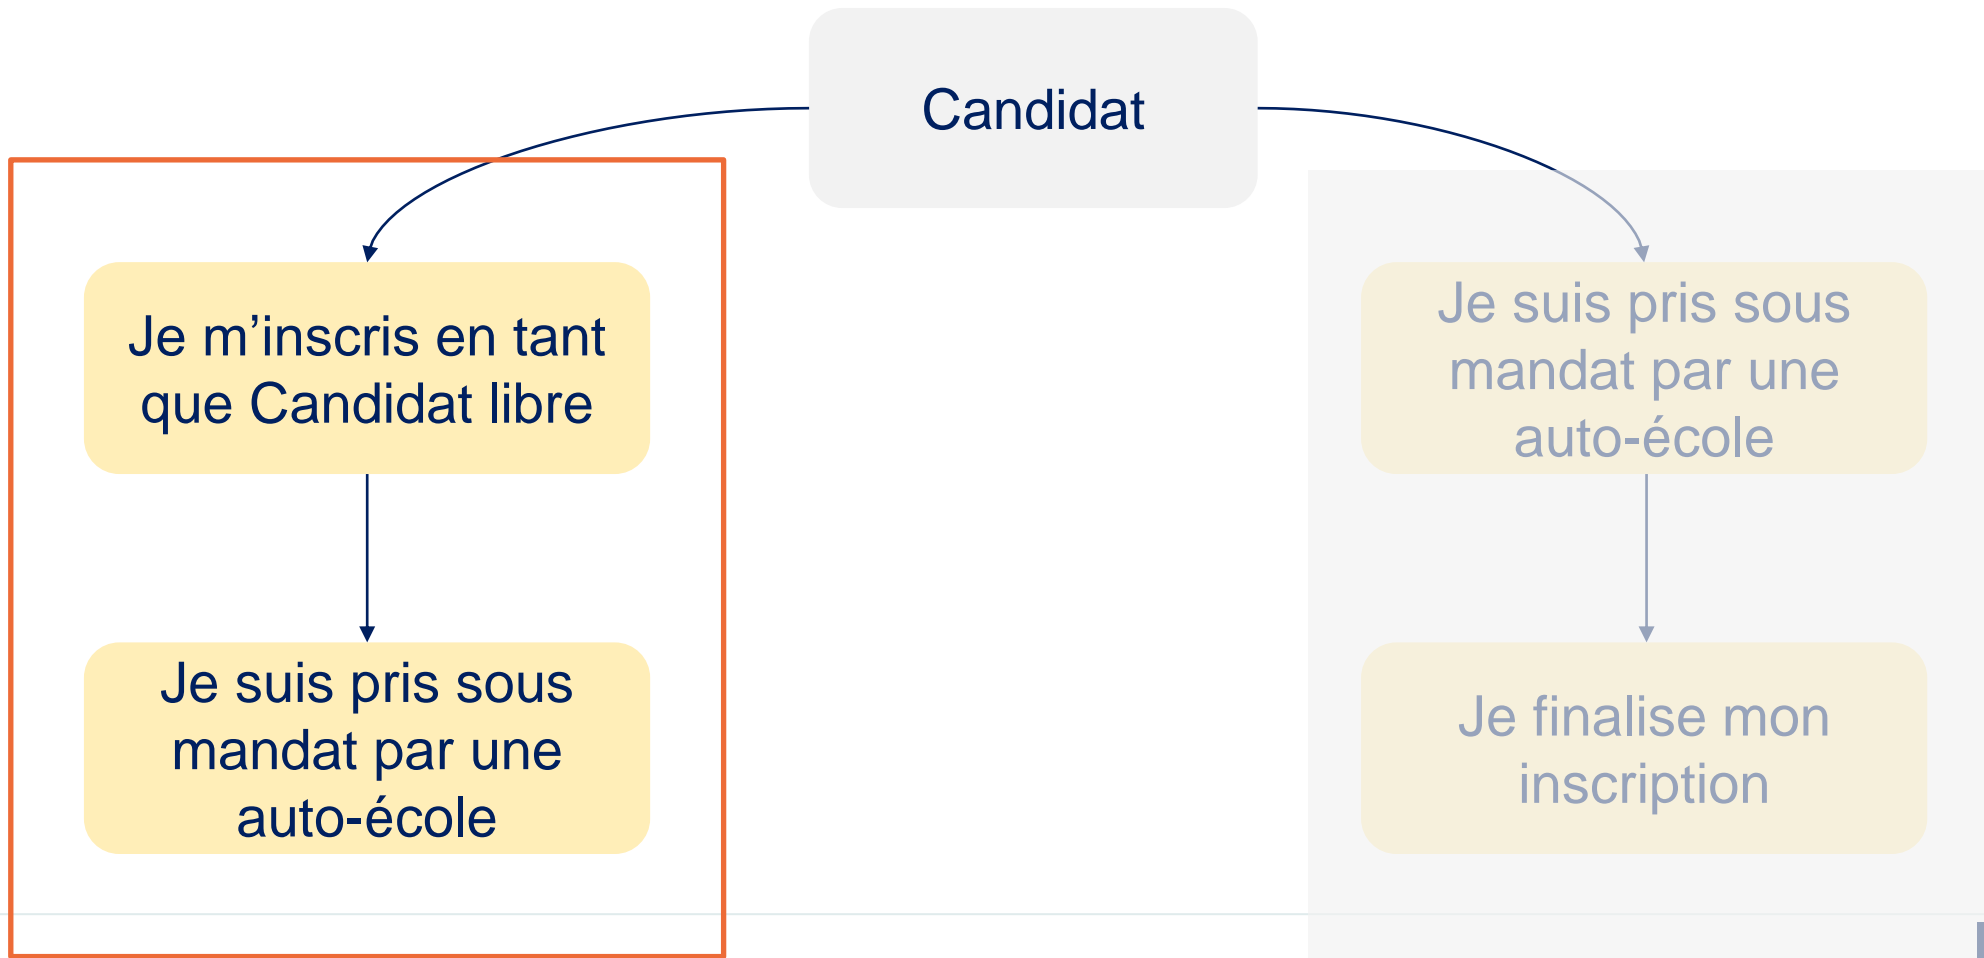 Candidat
Je m’inscris en tant
que Candidat libre
Je suis pris sous
mandat par une
auto-école
Je suis pris sous
mandat par une
auto-école
Je finalise mon
inscription